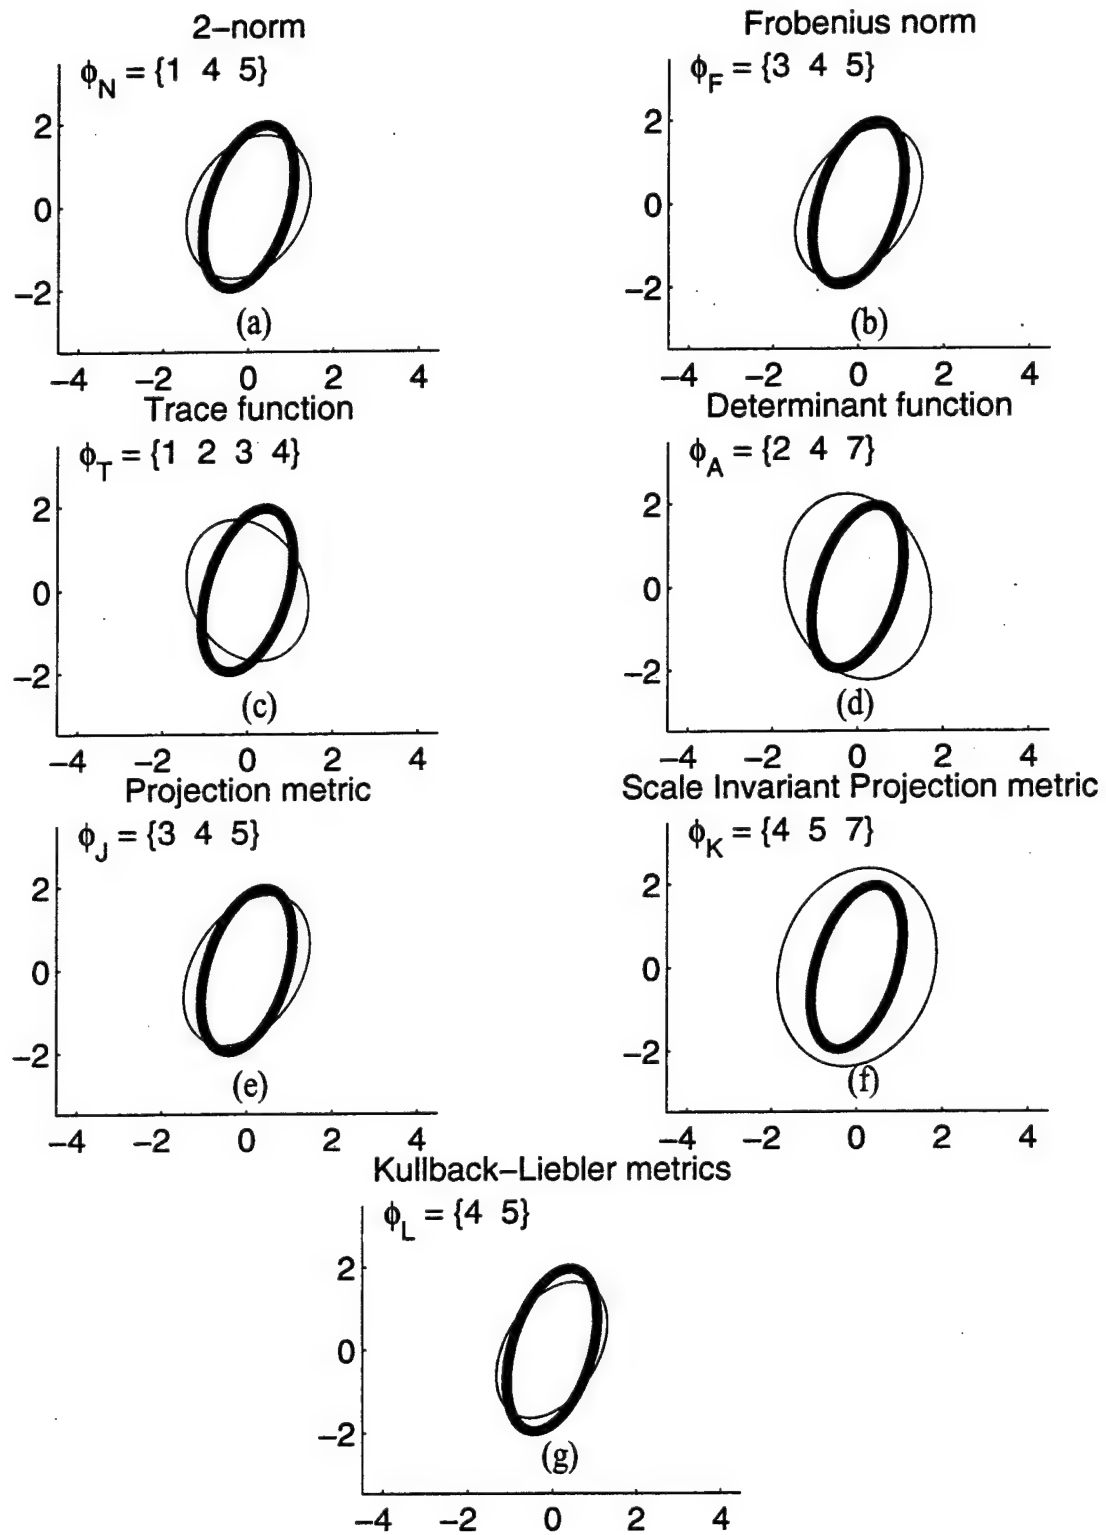 2–norm
ϕN = {1 4 5}
2
0
−2
(a)
−4 −2 0 2 4
Frobenius norm
ϕF = {3 4 5}
2
0
−2
(b)
−4 −2 0 2 4
Trace function
ϕT = {1 2 3 4}
2
0
−2
(c)
−4 −2 0 2 4
Determinant function
ϕA = {2 4 7}
2
0
−2
(d)
−4 −2 0 2 4
Projection metric
ϕJ = {3 4 5}
2
0
−2
(e)
−4 −2 0 2 4
Scale Invariant Projection metric
ϕK = {4 5 7}
2
0
−2
(f)
−4 −2 0 2 4
Kullback–Liebler metrics
ϕL = {4 5}
2
0
−2
(g)
−4 −2 0 2 4